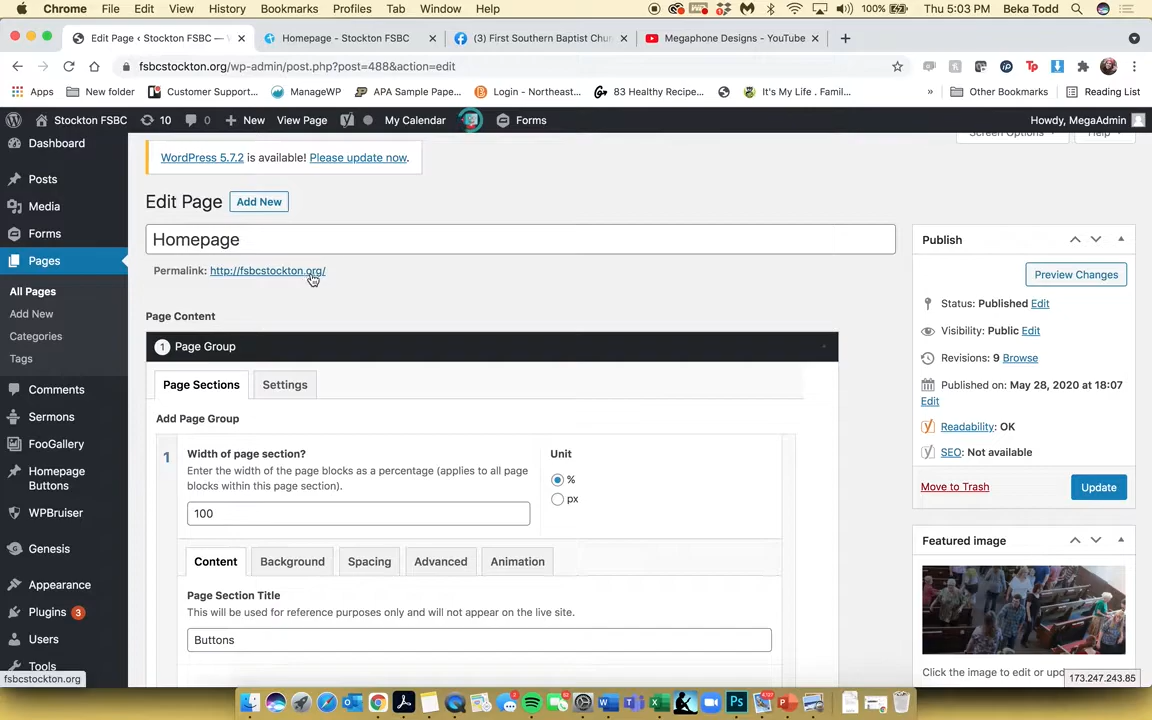 Chrome File Edit View History Bookmarks Profiles Tab Window Help 100% Thu 5:03 PM Beka Todd
Edit Page ‹ Stockton FSBC — Homepage - Stockton FSBC (3) First Southern Baptist Chur Megaphone Designs - YouTube
fsbcstockton.org/wp-admin/post.php?post=488&action=edit
Apps New folder Customer Support... ManageWP APA Sample Pape... Login - Northeast... 83 Healthy Recipe... It's My Life . Fami... » Other Bookmarks Reading List
Stockton FSBC 10 0 New View Page My Calendar Forms Howdy, MegaAdmin
Screen Options Help
Dashboard
Posts
Media
Forms
Pages
All Pages
Add New
Categories
Tags
Comments
Sermons
FooGallery
Homepage
Buttons
WPBruiser
Genesis
Appearance
Plugins 3
Users
Tools
fsbcstockton.org
WordPress 5.7.2 is available! Please update now.
Edit Page Add New
Homepage
Permalink: http://fsbcstockton.org/
Page Content
1 Page Group
Page Sections Settings
Add Page Group
1 Width of page section? Unit
Enter the width of the page blocks as a percentage (applies to all page
blocks within this page section).
%
px
100
Content Background Spacing Advanced Animation
Page Section Title
This will be used for reference purposes only and will not appear on the live site.
Buttons
Publish
Preview Changes
Status: Published Edit
Visibility: Public Edit
Revisions: 9 Browse
Published on: May 28, 2020 at 18:07
Edit
Readability: OK
SEO: Not available
Move to Trash Update
Featured image
Click the image to edit or upd
173.247.243.85